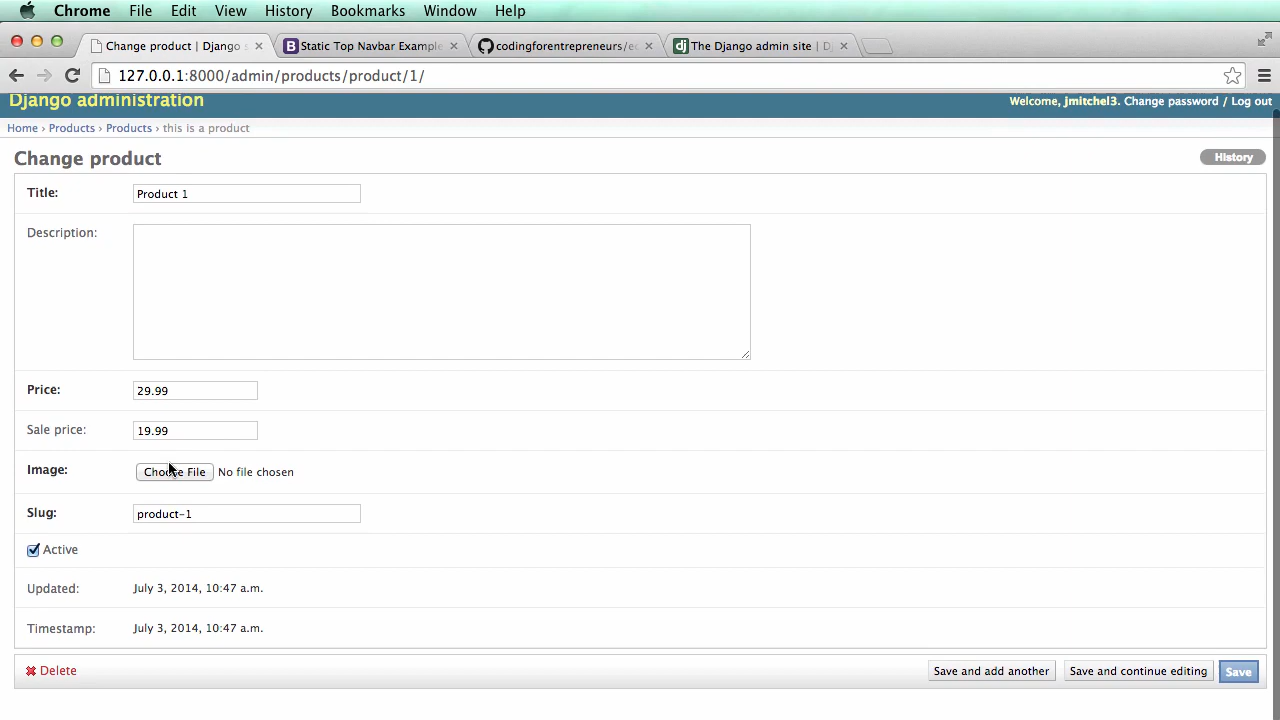 Chrome File Edit View History Bookmarks Window Help
Change product | Django s Static Top Navbar Example codingforentrepreneurs/ec The Django admin site | D
127.0.0.1:8000/admin/products/product/1/
Django administration Welcome, jmitchel3. Change password / Log out
Home › Products › Products › this is a product
Change product History
Title: Product 1
Description:
Price: 29.99
Sale price: 19.99
Image: Choose File No file chosen
Slug: product-1
Active
Updated: July 3, 2014, 10:47 a.m.
Timestamp: July 3, 2014, 10:47 a.m.
Delete Save and add another Save and continue editing Save